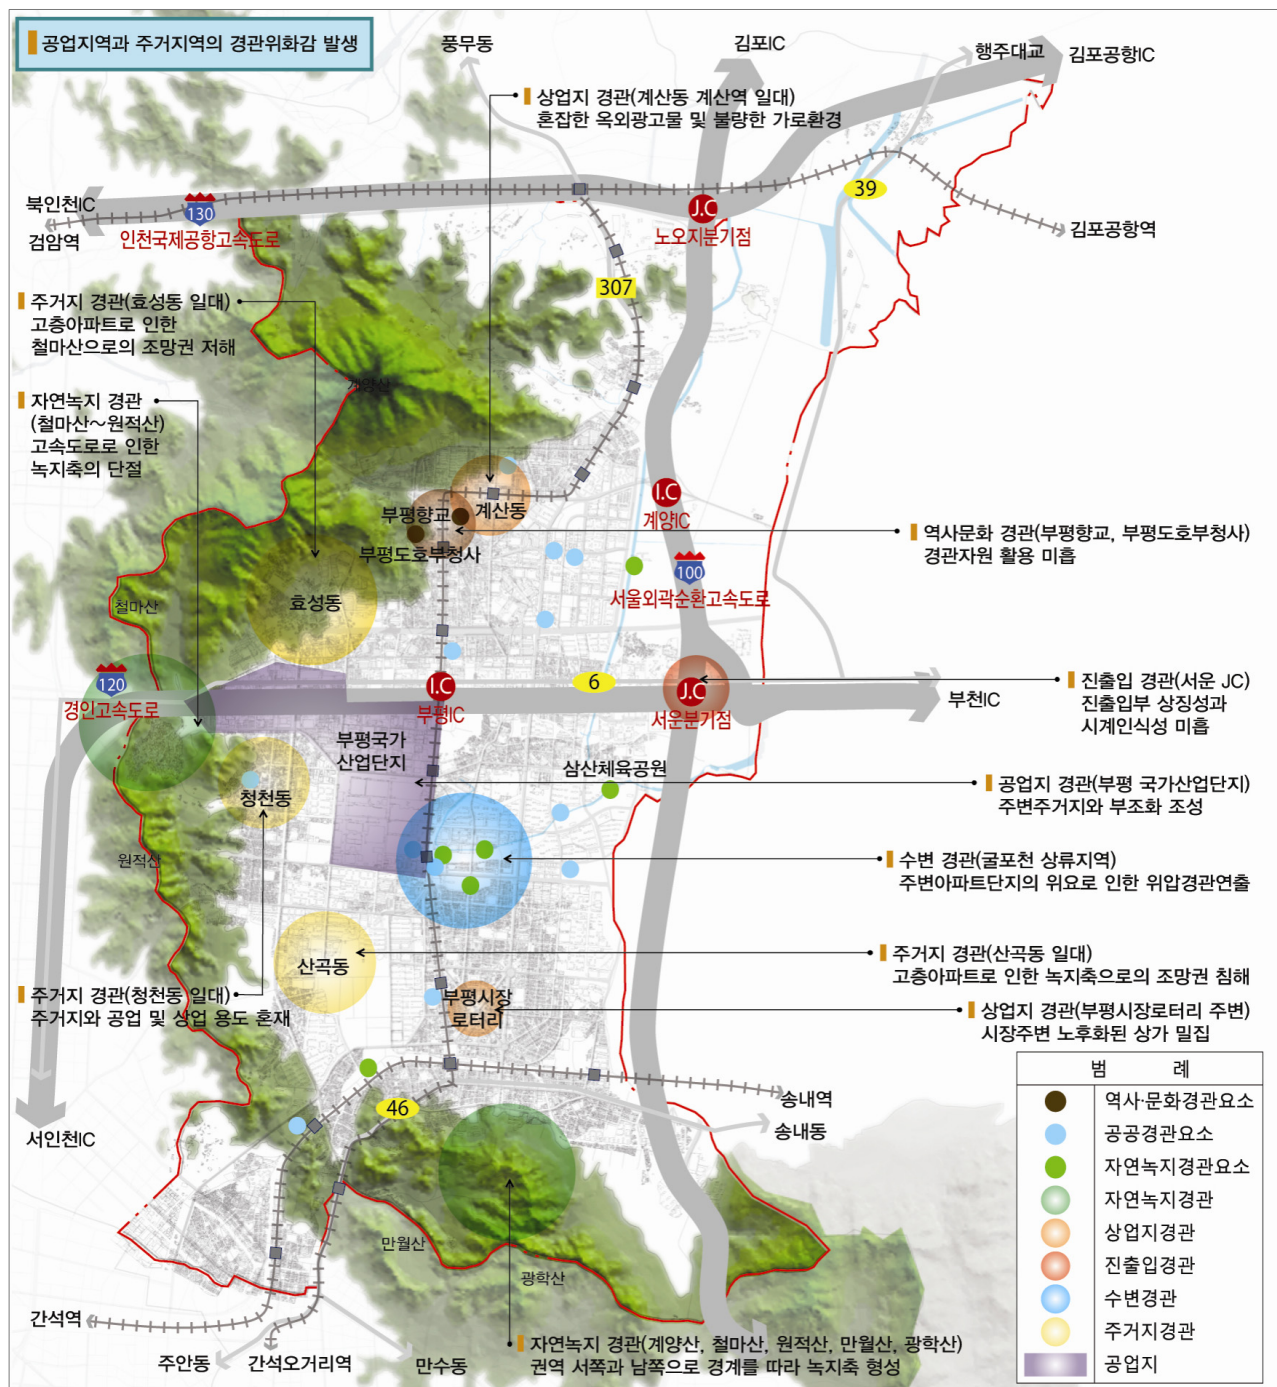 공업지역과 주거지역의 경관위화감 발생
풍무동
김포IC
행주대교
김포공항IC
상업지 경관(계산동 계산역 일대)
혼잡한 옥외광고물 및 불량한 가로환경
북인천IC
검암역
130
인천국제공항고속도로
J.C
노오지분기점
39
김포공항역
307
주거지 경관(효성동 일대)
고층아파트로 인한
철마산으로의 조망권 저해
계양산
자연녹지 경관
(철마산~원적산)
고속도로로 인한
녹지축의 단절
계산동
부평향교
부평도호부청사
I.C
계양IC
역사문화 경관(부평향교, 부평도호부청사)
경관자원 활용 미흡
100
서울외곽순환고속도로
효성동
철마산
120
경인고속도로
I.C
부평IC
6
J.C
서운분기점
부천IC
진출입 경관(서운 JC)
진출입부 상징성과
시계인식성 미흡
부평국가
산업단지
삼산체육공원
공업지 경관(부평 국가산업단지)
주변주거지와 부조화 조성
청천동
원적산
수변 경관(굴포천 상류지역)
주변아파트단지의 위요로 인한 위압경관연출
산곡동
주거지 경관(산곡동 일대)
고층아파트로 인한 녹지축으로의 조망권 침해
주거지 경관(청천동 일대)
주거지와 공업 및 상업 용도 혼재
부평시장
로터리
상업지 경관(부평시장로터리 주변)
시장주변 노후화된 상가 밀집
46
송내역
송내동
서인천IC
만월산
광학산
간석역
주안동
간석오거리역
만수동
자연녹지 경관(계양산, 철마산, 원적산, 만월산, 광학산)
권역 서쪽과 남쪽으로 경계를 따라 녹지축 형성
범 례
역사·문화경관요소
공공경관요소
자연녹지경관요소
자연녹지경관
상업지경관
진출입경관
수변경관
주거지경관
공업지